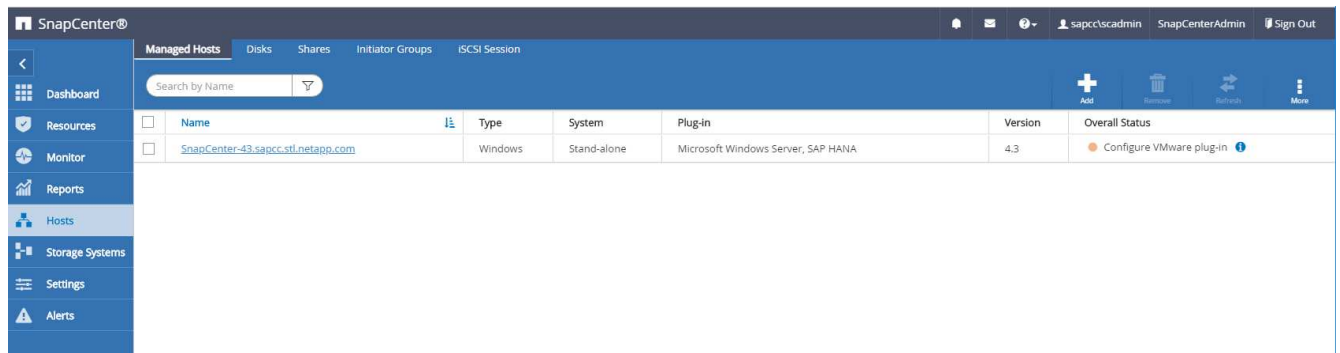 SnapCenter®
sapcc\scadmin SnapCenterAdmin Sign Out
Managed Hosts Disks Shares Initiator Groups iSCSI Session
Search by Name
Add Remove Refresh More
Dashboard
Resources
Monitor
Reports
Hosts
Storage Systems
Settings
Alerts
Name Type System Plug-in Version Overall Status
SnapCenter-43.sapcc.stl.netapp.com Windows Stand-alone Microsoft Windows Server, SAP HANA 4.3 Configure VMware plug-in